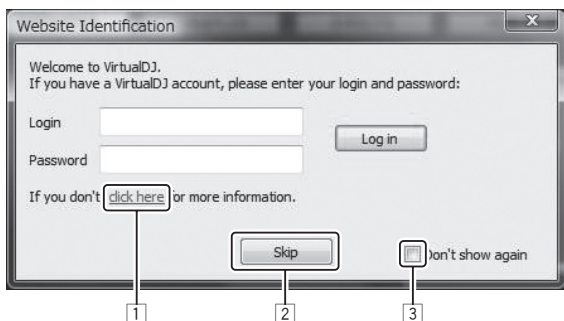 Website Identification
Welcome to VirtualDJ.
If you have a VirtualDJ account, please enter your login and password:
Login
Log in
Password
If you don't click here for more information.
Skip
Don't show again
1 2 3